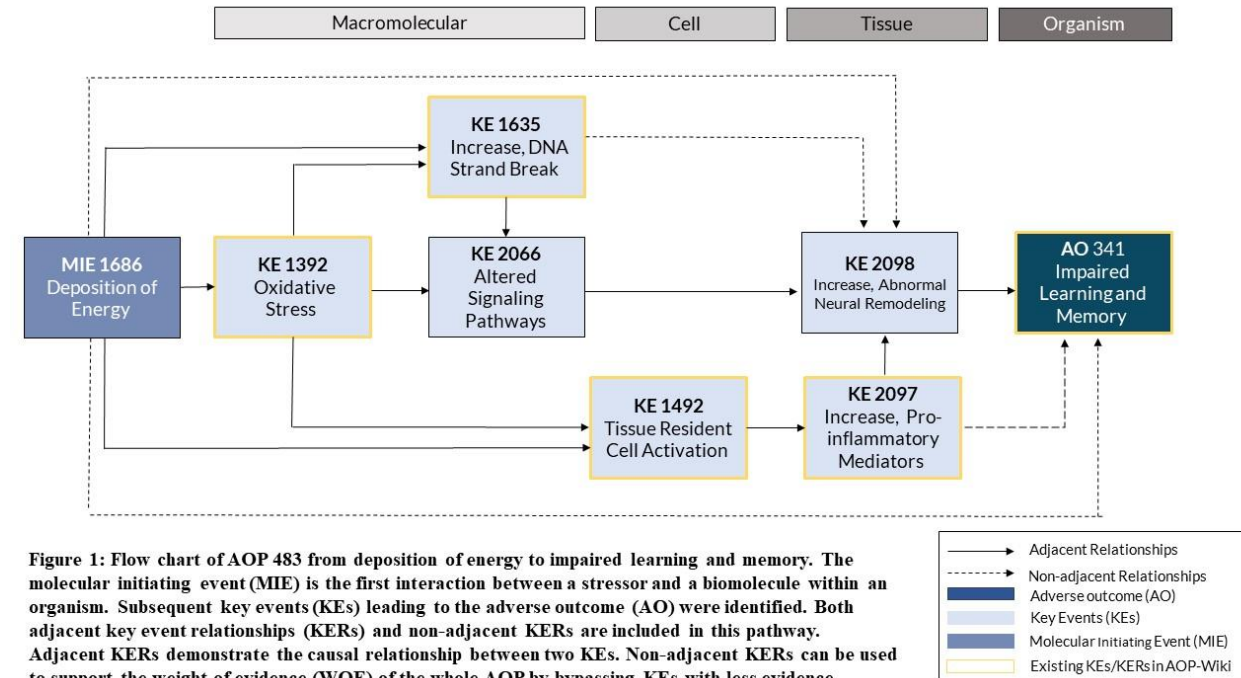 Macromolecular
Cell
Tissue
Organism
KE 1635
Increase, DNA
Strand Break
MIE 1686
Deposition of
Energy
KE 1392
Oxidative
Stress
KE 2066
Altered
Signaling
Pathways
KE 2098
Increase, Abnormal
Neural Remodeling
AO 341
Impaired
Learning and
Memory
KE 1492
Tissue Resident
Cell Activation
KE 2097
Increase, Pro-
inflammatory
Mediators
Figure 1: Flow chart of AOP 483 from deposition of energy to impaired learning and memory. The
molecular initiating event (MIE) is the first interaction between a stressor and a biomolecule within an
organism. Subsequent key events (KEs) leading to the adverse outcome (AO) were identified. Both
adjacent key event relationships (KERs) and non-adjacent KERs are included in this pathway.
Adjacent KERs demonstrate the causal relationship between two KEs. Non-adjacent KERs can be used
to support the weight of evidence (WOE) of the whole AOP by bypassing KEs with less evidence
Adjacent Relationships
Non-adjacent Relationships
Adverse outcome (AO)
Key Events (KEs)
Molecular Initiating Event (MIE)
Existing KEs/KERs in AOP-Wiki